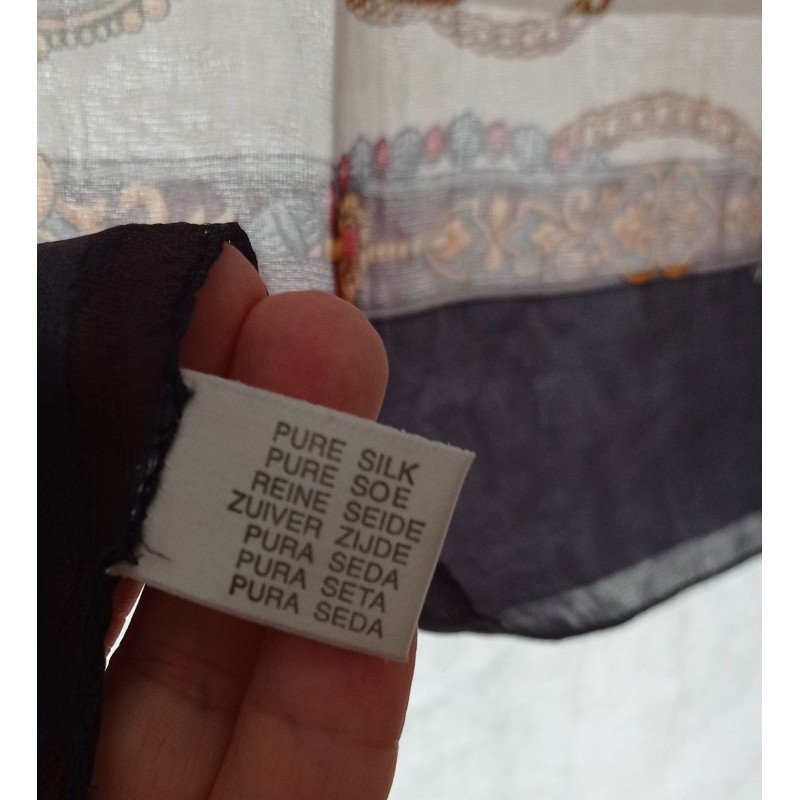 PURE SILK
PURE SOE
REINE SEIDE
ZUIVER ZIJDE
PURA SEDA
PURA SETA
PURA SEDA